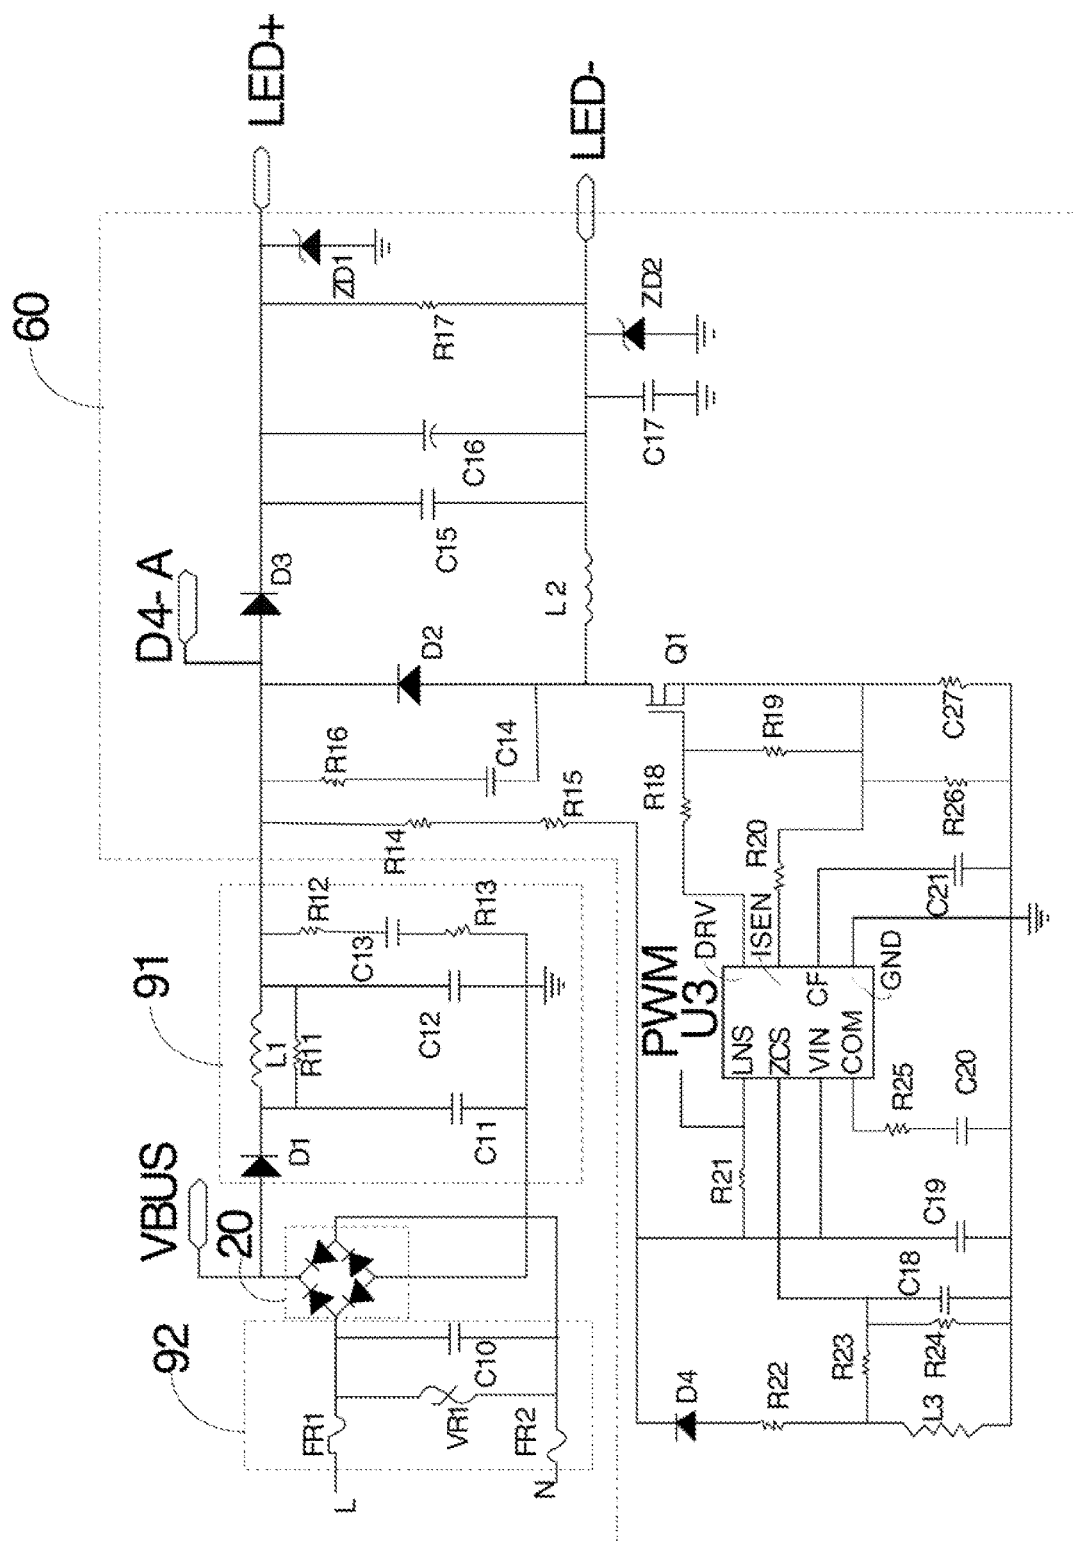 LED+
LED-
60
ZD1
R17
ZD2
C16
C17
C15
D4- A
D3
L2
D2
Q1
R16
C14
R19
C27
R18
R15
R14
R20
R26
R12
R13
C21
91
C13
DRV
ISEN
CF
GND
PWM
U3
LNS
ZCS
VIN
COM
L1
R11
C12
R25
C20
C11
D1
VBUS
20
R21
C19
C18
92
C10
VR1
FR1
FR2
D4
R22
R23
R24
L3
L
N